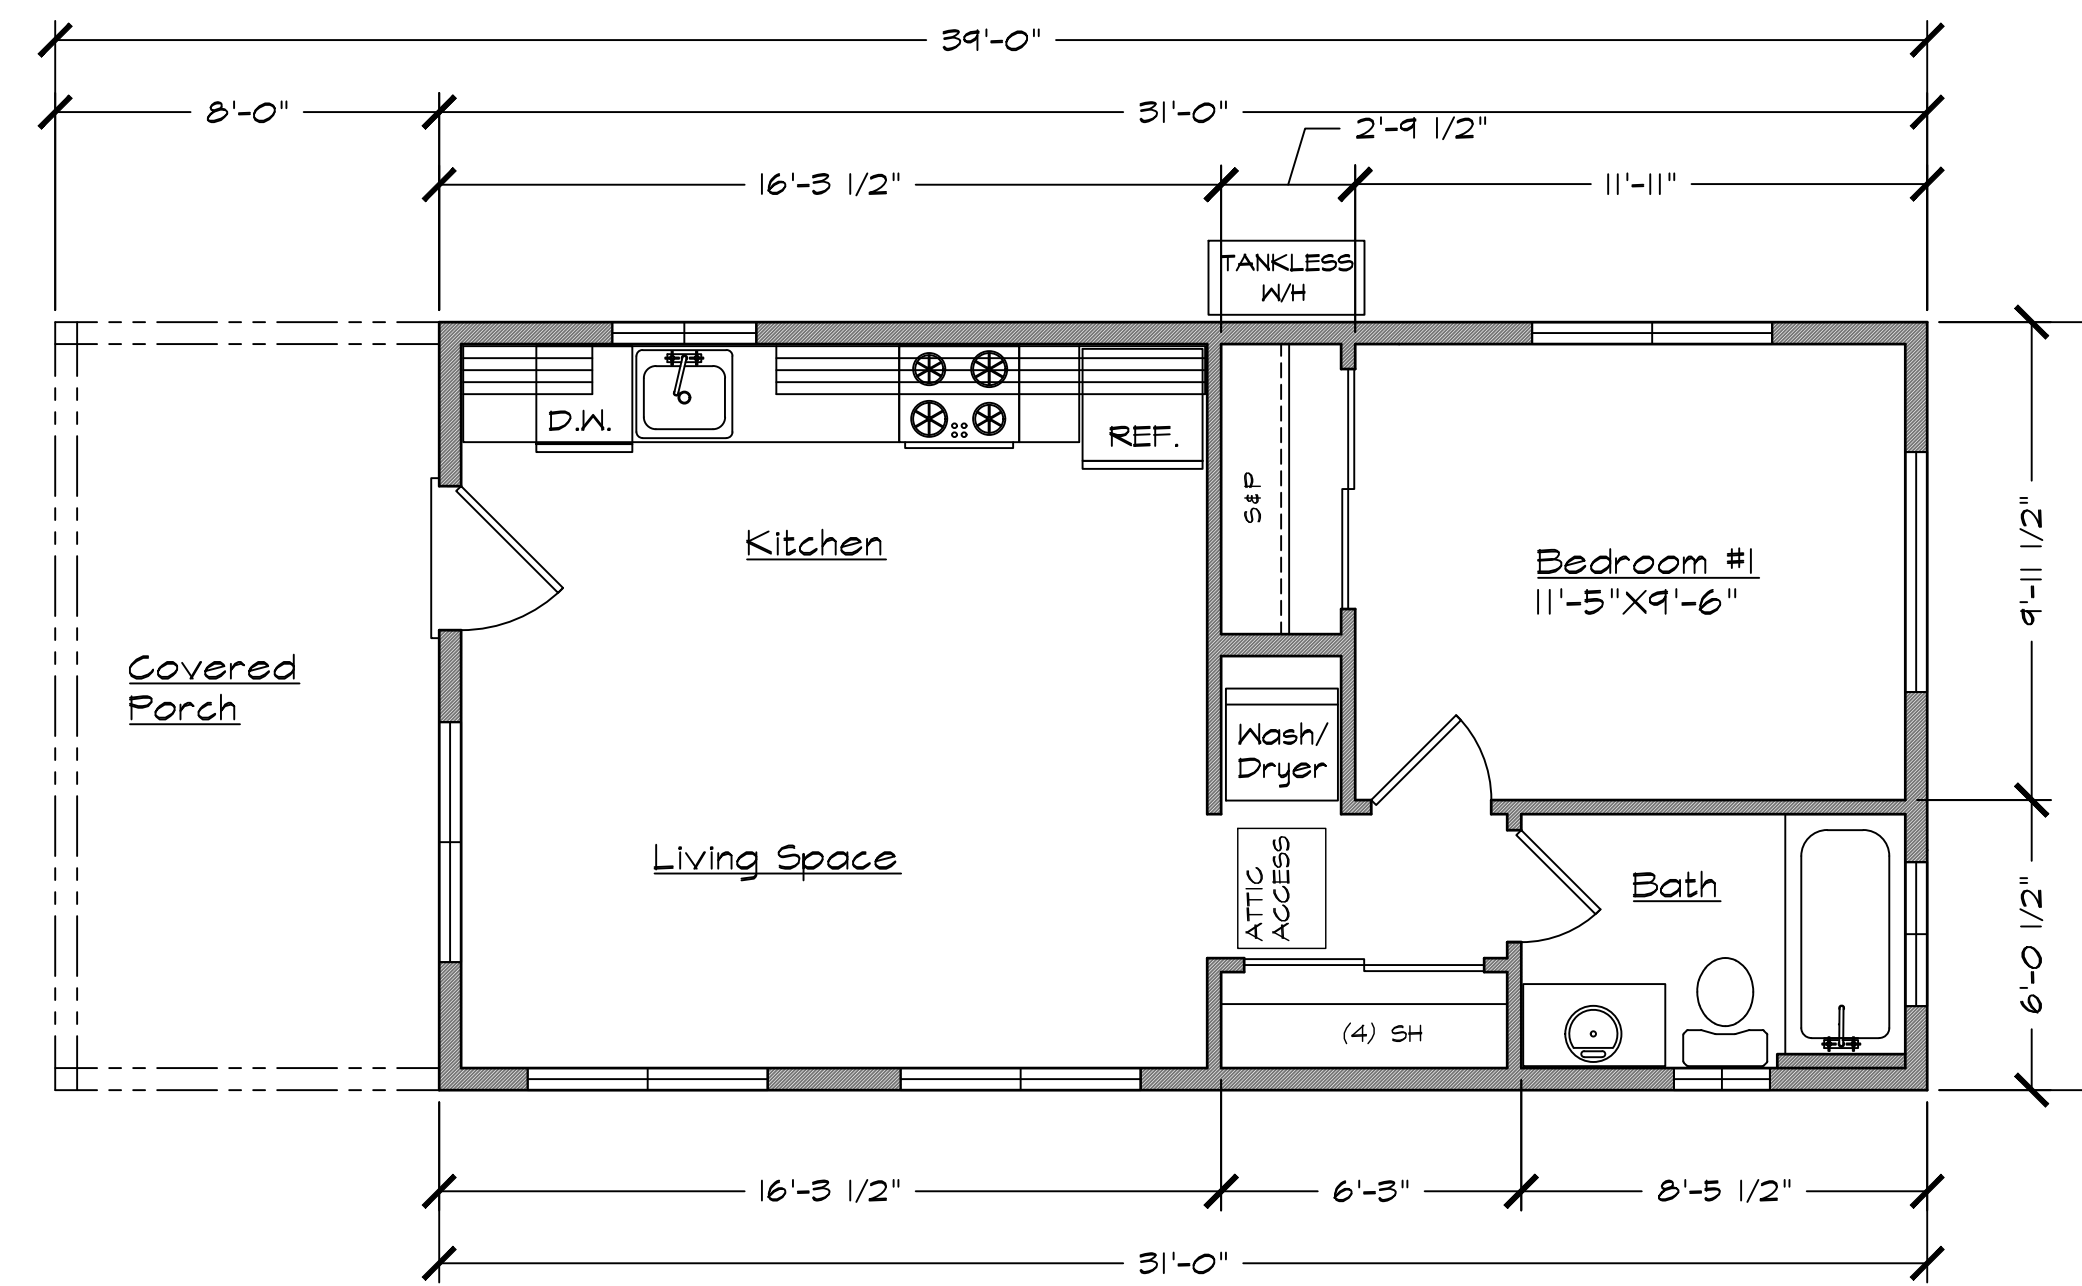 39'-0"
8'-0"
31'-0"
2'-9 1/2"
16'-3 1/2"
11'-11"
TANKLESS
W/H
D.W.
REF.
S&P
Kitchen
Bedroom #1
11'-5"X9'-6"
9'-11 1/2"
Covered
Porch
Wash/
Dryer
Living Space
ATTIC
ACCESS
Bath
6'-0 1/2"
(4) SH
16'-3 1/2"
6'-3"
8'-5 1/2"
31'-0"